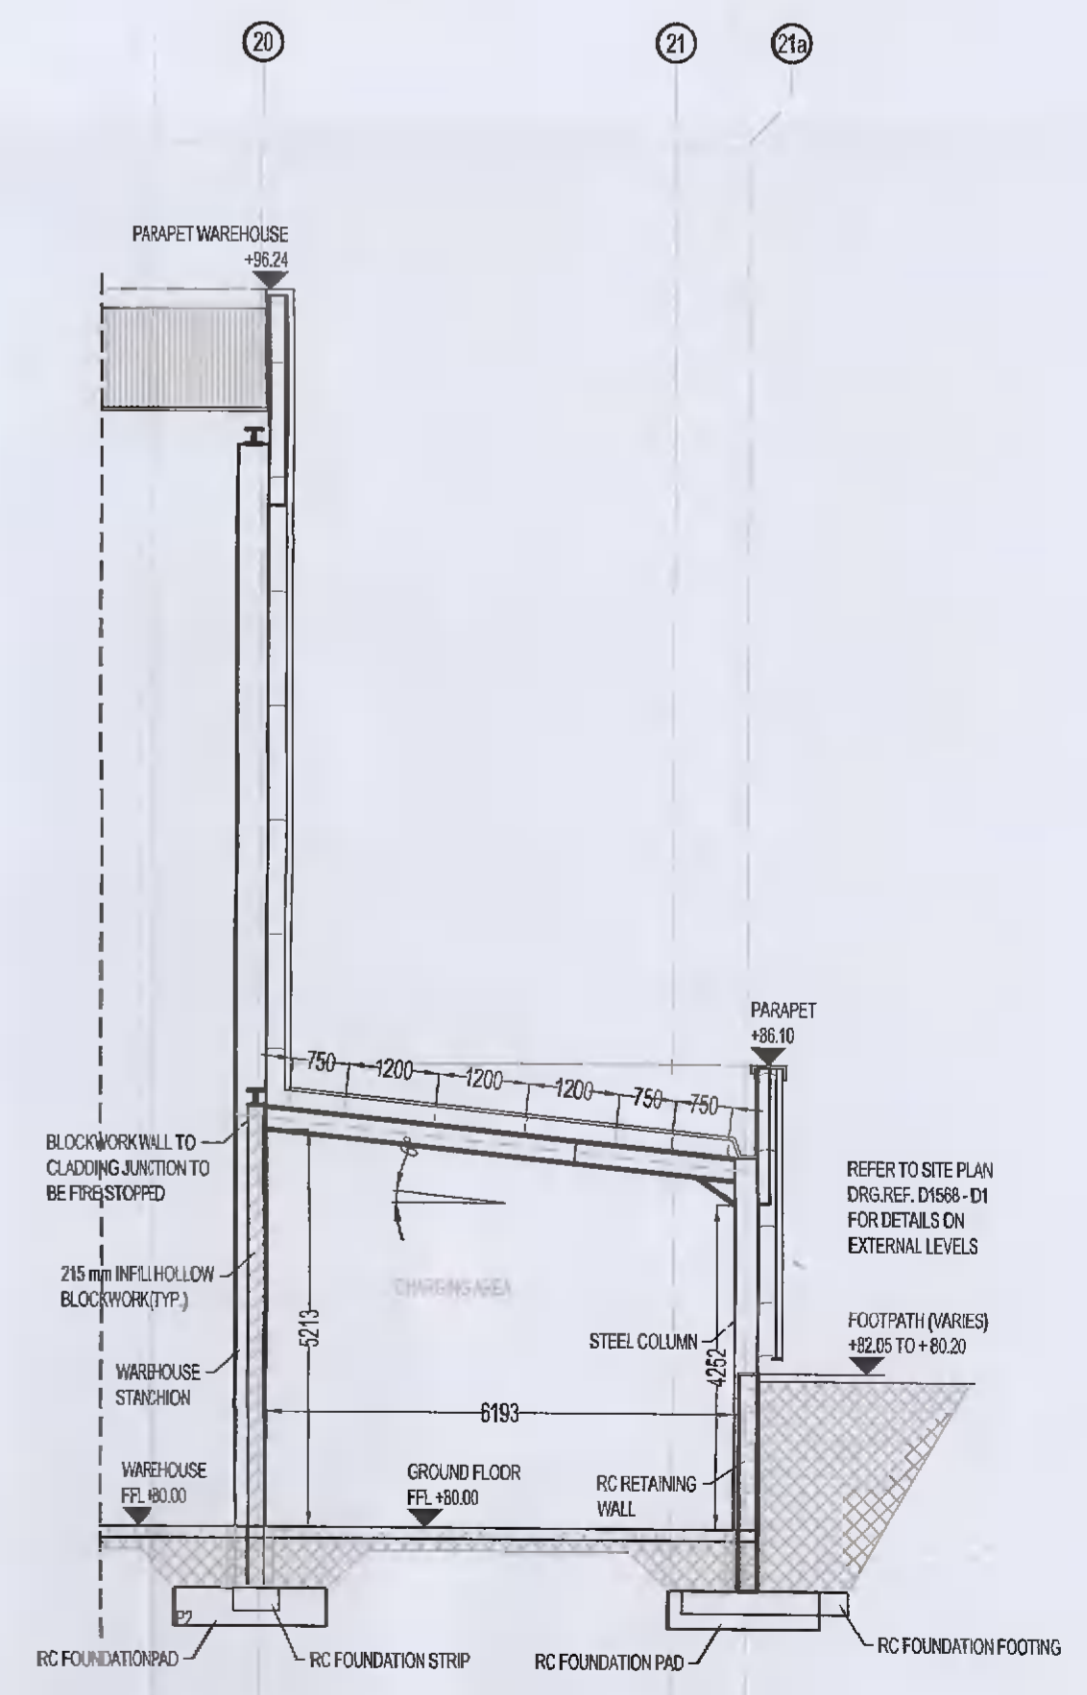 20
21
21a
PARAPET WAREHOUSE
+96.24
PARAPET
+86.10
750
1200
1200
1200
750
750
BLOCKWORK WALL TO
CLADDING JUNCTION TO
BE FIRE STOPPED
8°
REFER TO SITE PLAN
DRG.REF. D1568 - D1
FOR DETAILS ON
EXTERNAL LEVELS
215 mm INFILL HOLLOW
BLOCKWORK(TYP.)
CHARGING AREA
5213
STEEL COLUMN
4252
FOOTPATH (VARIES)
+82.05 TO + 80.20
WAREHOUSE
STANCHION
6193
WAREHOUSE
FFL +80.00
GROUND FLOOR
FFL +80.00
RC RETAINING
WALL
P2
RC FOUNDATION PAD
RC FOUNDATION STRIP
RC FOUNDATION PAD
RC FOUNDATION FOOTING